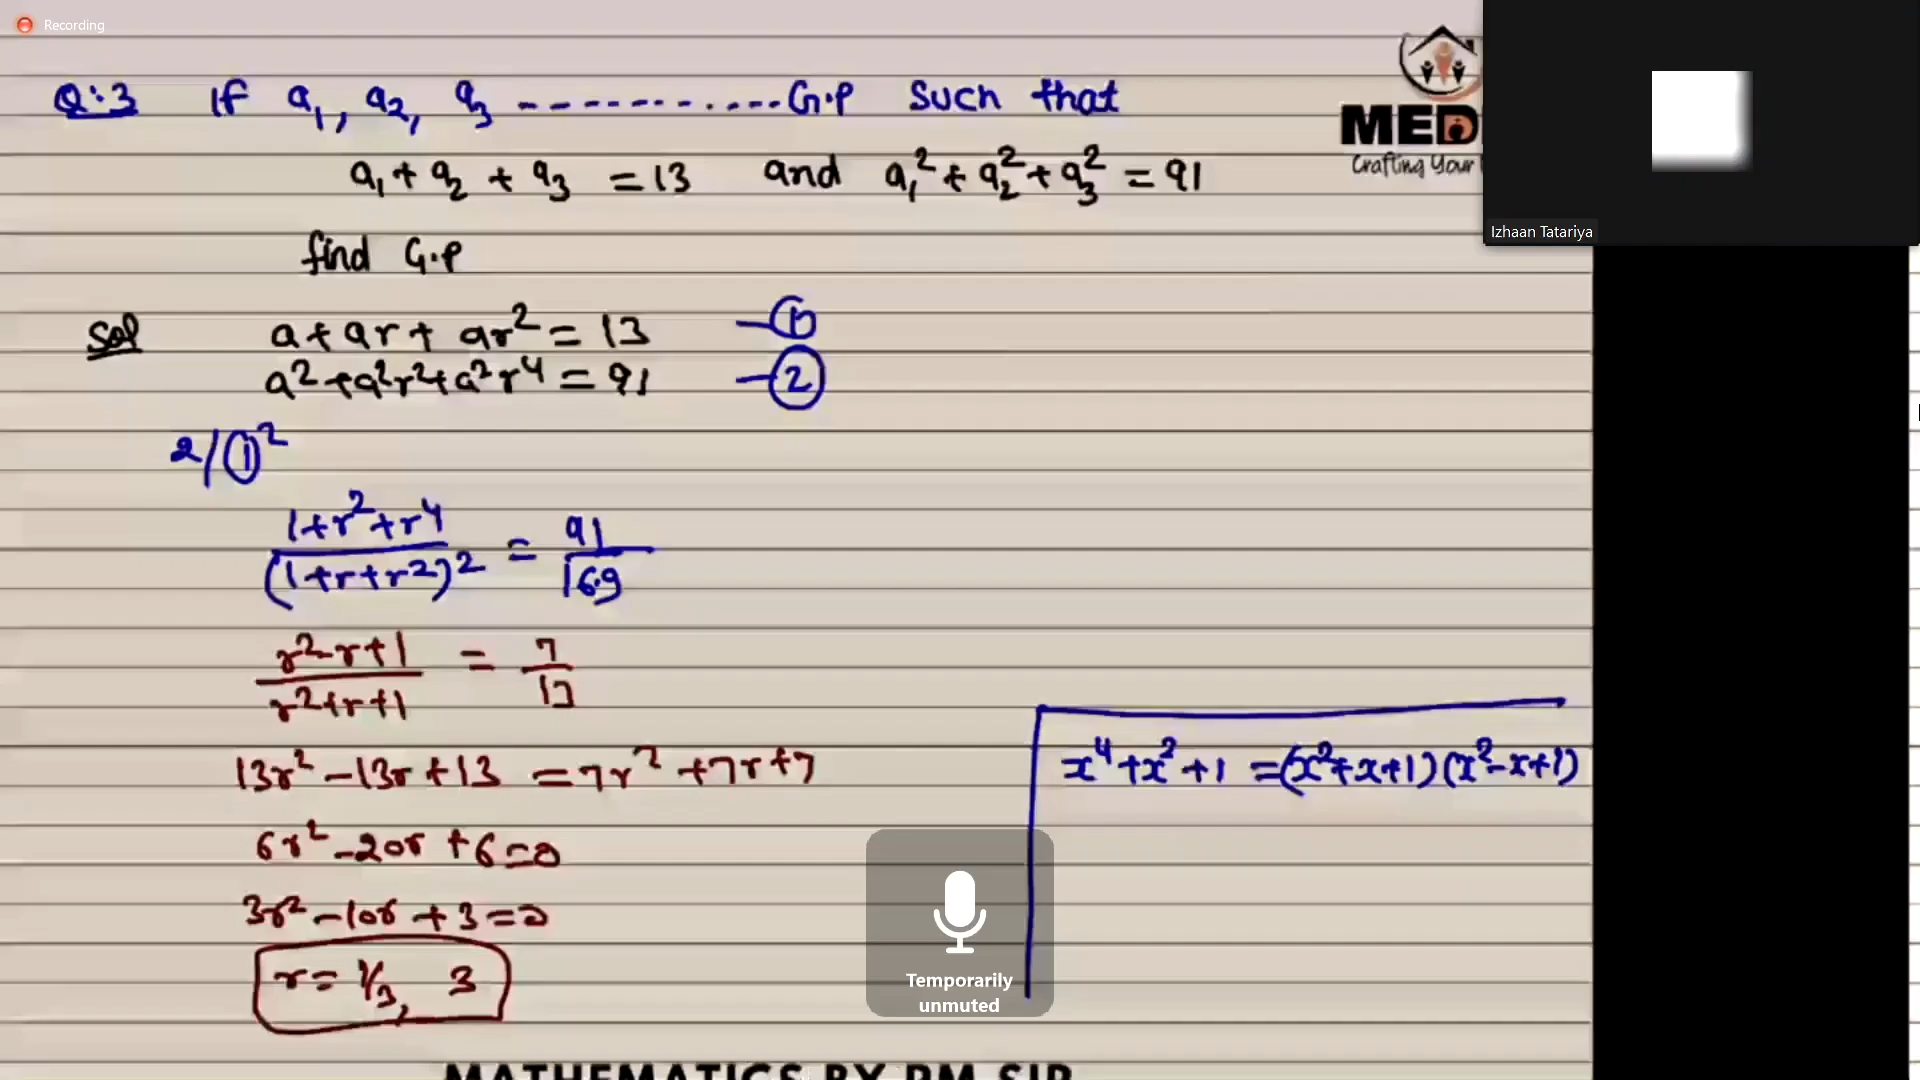 Recording
Q:3 If a₁, a₂, a₃ ------------ G.P such that
a₁ + a₂ + a₃ = 13 and a₁² + a₂² + a₃² = 91
find G.P
MED
Crafting Your
Izhaan Tatariya
Sol a + ar + ar² = 13 —①
a² + a²r² + a²r⁴ = 91 —②
2/①²
(1+r²+r⁴)/(1+r+r²)² = 91/169
(r²-r+1)/(r²+r+1) = 7/13
13r² - 13r + 13 = 7r² + 7r + 7
x⁴+x²+1 = (x²+x+1)(x²-x+1)
6r² - 20r + 6 = 0
3r² - 10r + 3 = 0
r = 1/3, 3
Temporarily
unmuted
MATHEMATICS BY PM SIR